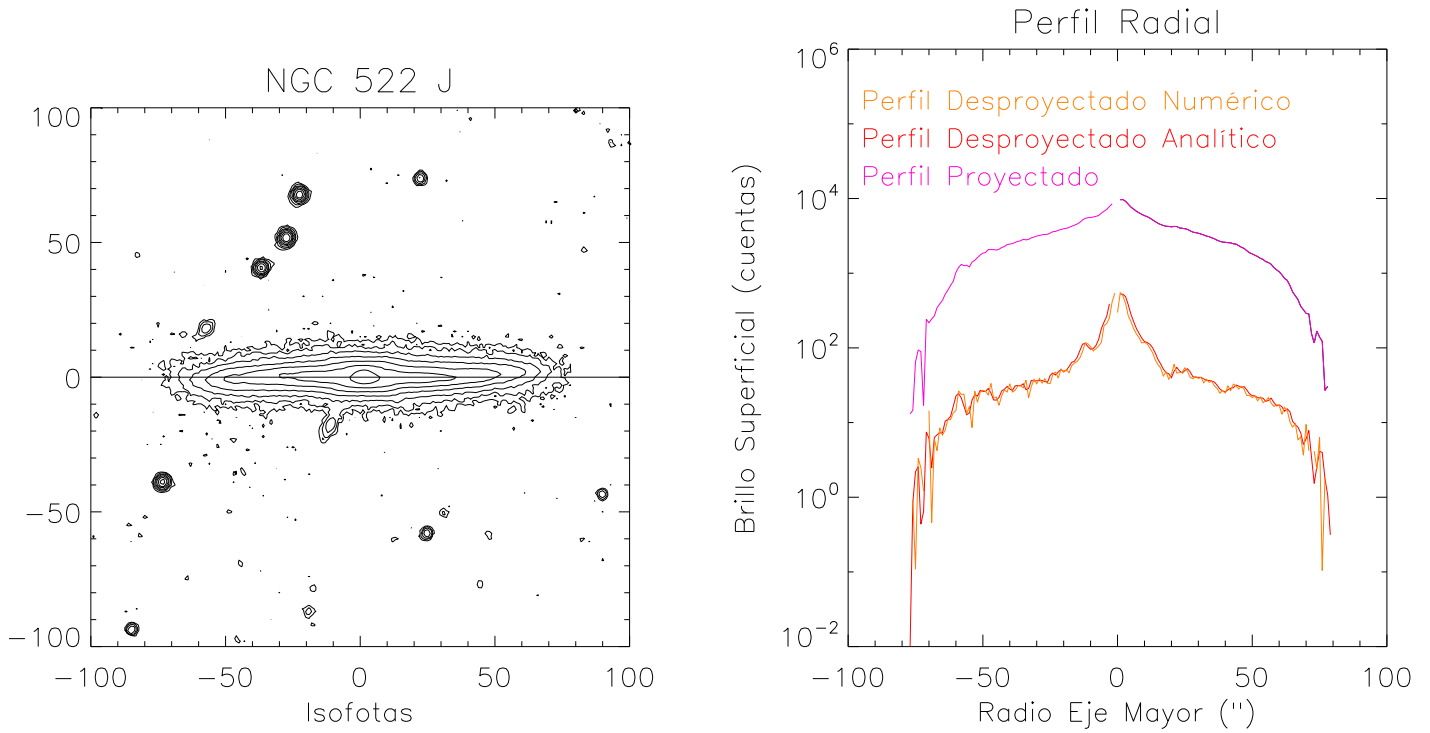 NGC 522 J
100
50
0
−50
−100
−100 −50 0 50 100
Isofotas
Perfil Radial
10^6
10^4
10^2
10^0
10^-2
Perfil Desproyectado Numérico
Perfil Desproyectado Analítico
Perfil Proyectado
Brillo Superficial (cuentas)
−100 −50 0 50 100
Radio Eje Mayor (")